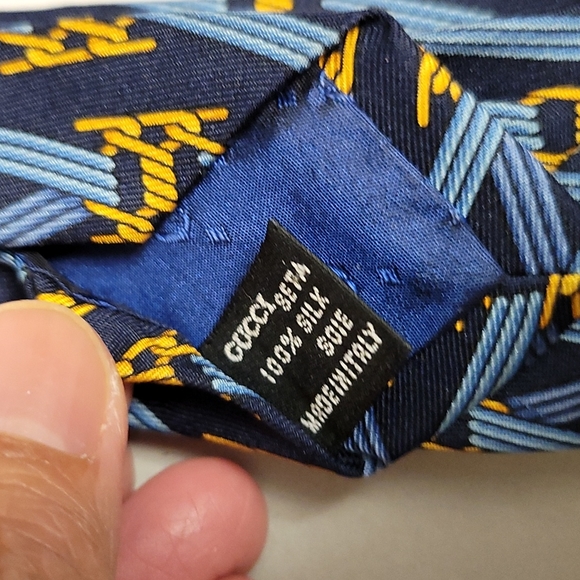 GUCCI SETA
100% SILK
SOIE
MADE IN ITALY